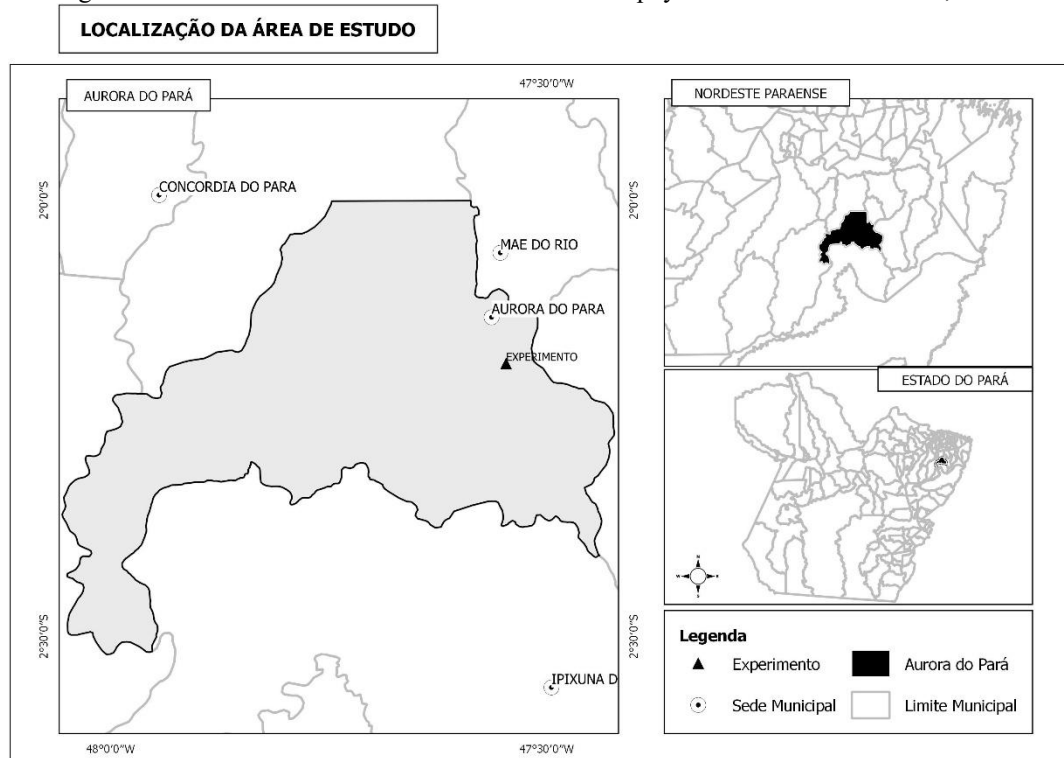 LOCALIZAÇÃO DA ÁREA DE ESTUDO
AURORA DO PARÁ
47°30'0"W
CONCORDIA DO PARA
2°0'0"S
2°0'0"S
MAE DO RIO
AURORA DO PARA
EXPERIMENTO
2°30'0"S
2°30'0"S
IPIXUNA D
48°0'0"W
47°30'0"W
NORDESTE PARAENSE
ESTADO DO PARÁ
N
W
E
S
Legenda
Experimento
Aurora do Pará
Sede Municipal
Limite Municipal